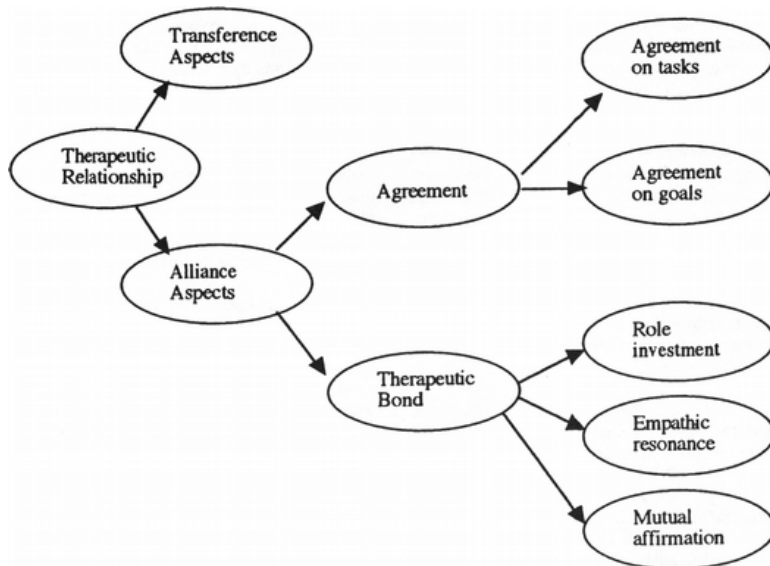 Transference
Aspects
Therapeutic
Relationship
Alliance
Aspects
Agreement
Therapeutic
Bond
Agreement
on tasks
Agreement
on goals
Role
investment
Empathic
resonance
Mutual
affirmation